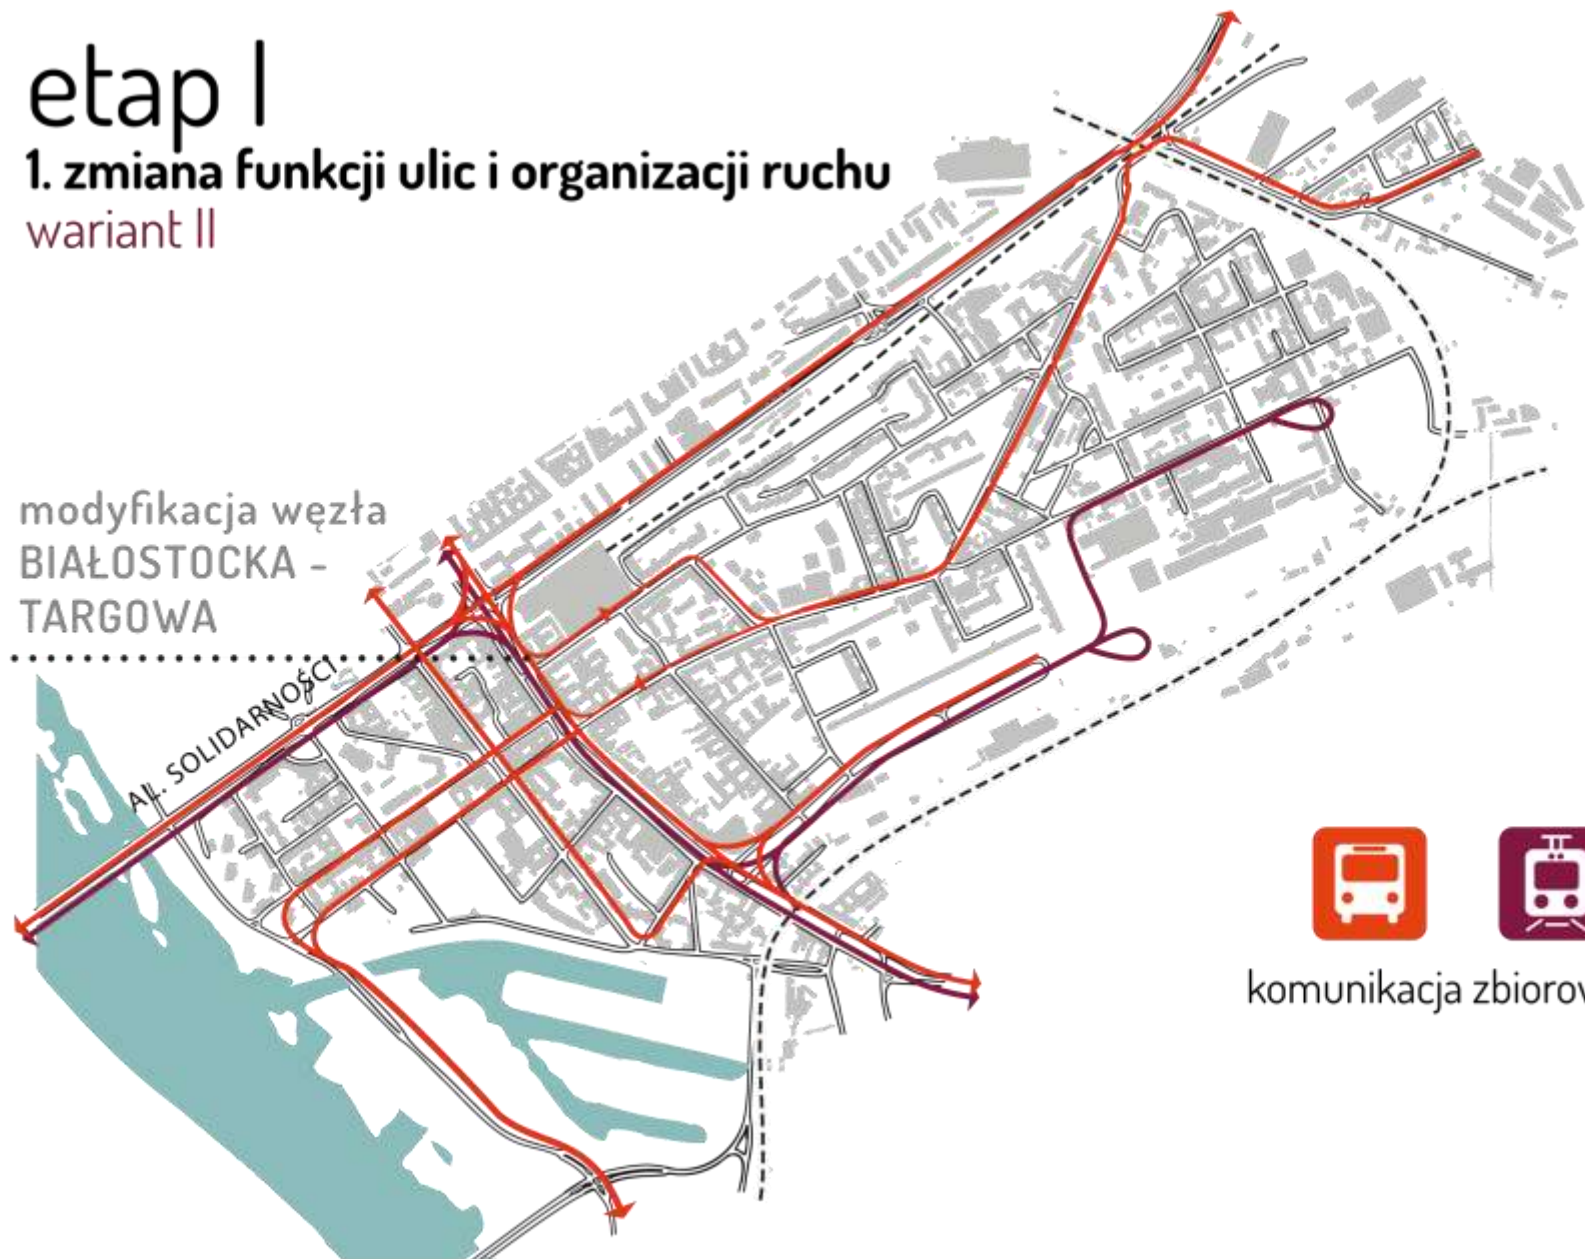 etap I
1. zmiana funkcji ulic i organizacji ruchu
wariant II
modyfikacja węzła
BIAŁOSTOCKA -
TARGOWA
AL. SOLIDARNOŚCI
komunikacja zbiorow